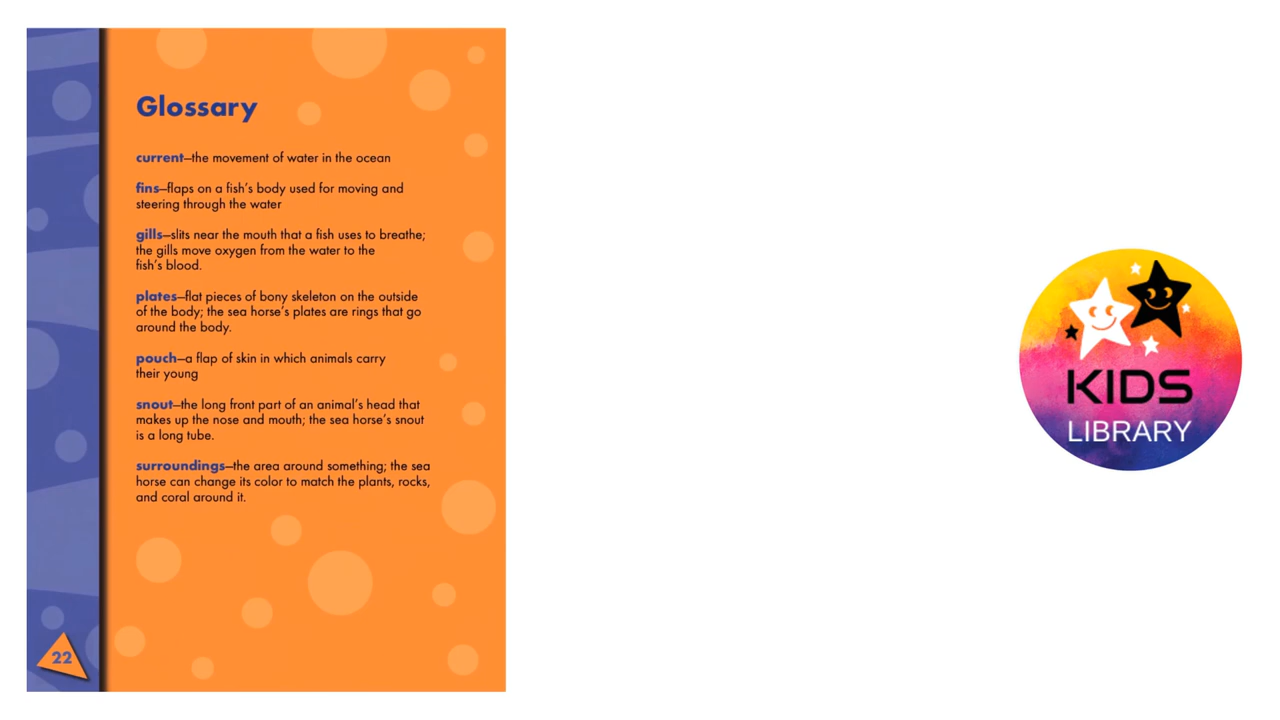 Glossary
current—the movement of water in the ocean
fins—flaps on a fish's body used for moving and
steering through the water
gills—slits near the mouth that a fish uses to breathe;
the gills move oxygen from the water to the
fish's blood.
plates—flat pieces of bony skeleton on the outside
of the body; the sea horse's plates are rings that go
around the body.
pouch—a flap of skin in which animals carry
their young
snout—the long front part of an animal's head that
makes up the nose and mouth; the sea horse's snout
is a long tube.
surroundings—the area around something; the sea
horse can change its color to match the plants, rocks,
and coral around it.
22
KIDS
LIBRARY